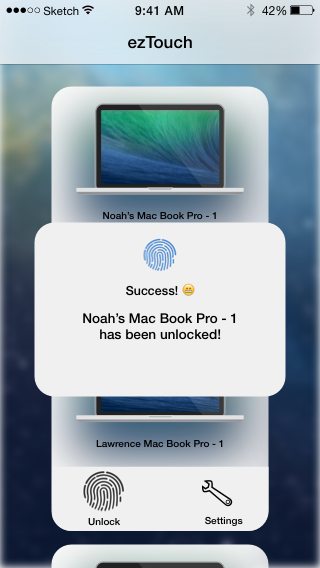 Sketch 9:41 AM 42%
ezTouch
Noah's Mac Book Pro - 1
Success! 😁
Noah's Mac Book Pro - 1
has been unlocked!
Lawrence Mac Book Pro - 1
Unlock Settings